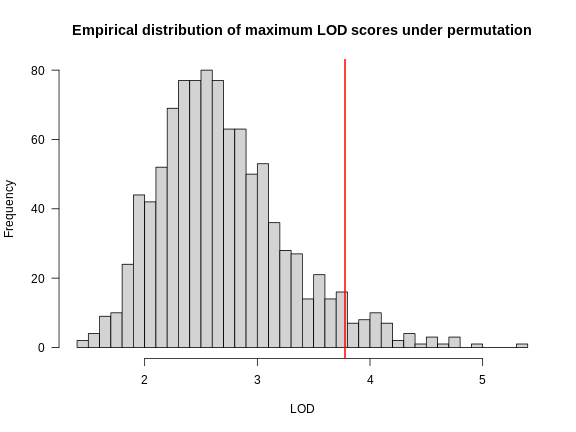 Empirical distribution of maximum LOD scores under permutation
Frequency
80
60
40
20
0
2 3 4 5
LOD